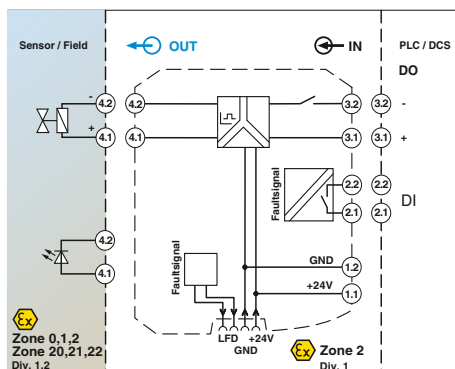 Sensor / Field
OUT
IN
PLC / DCS
DO
-
4.2
4.2
3.2
3.2
-
+
4.1
4.1
3.1
3.1
+
Faultsignal
2.2
2.2
DI
2.1
2.1
4.2
4.1
Faultsignal
GND
1.2
+24V
1.1
LFD
+24V
GND
Ex
Zone 0,1,2
Zone 20,21,22
Div. 1,2
Ex
Zone 2
Div. 1